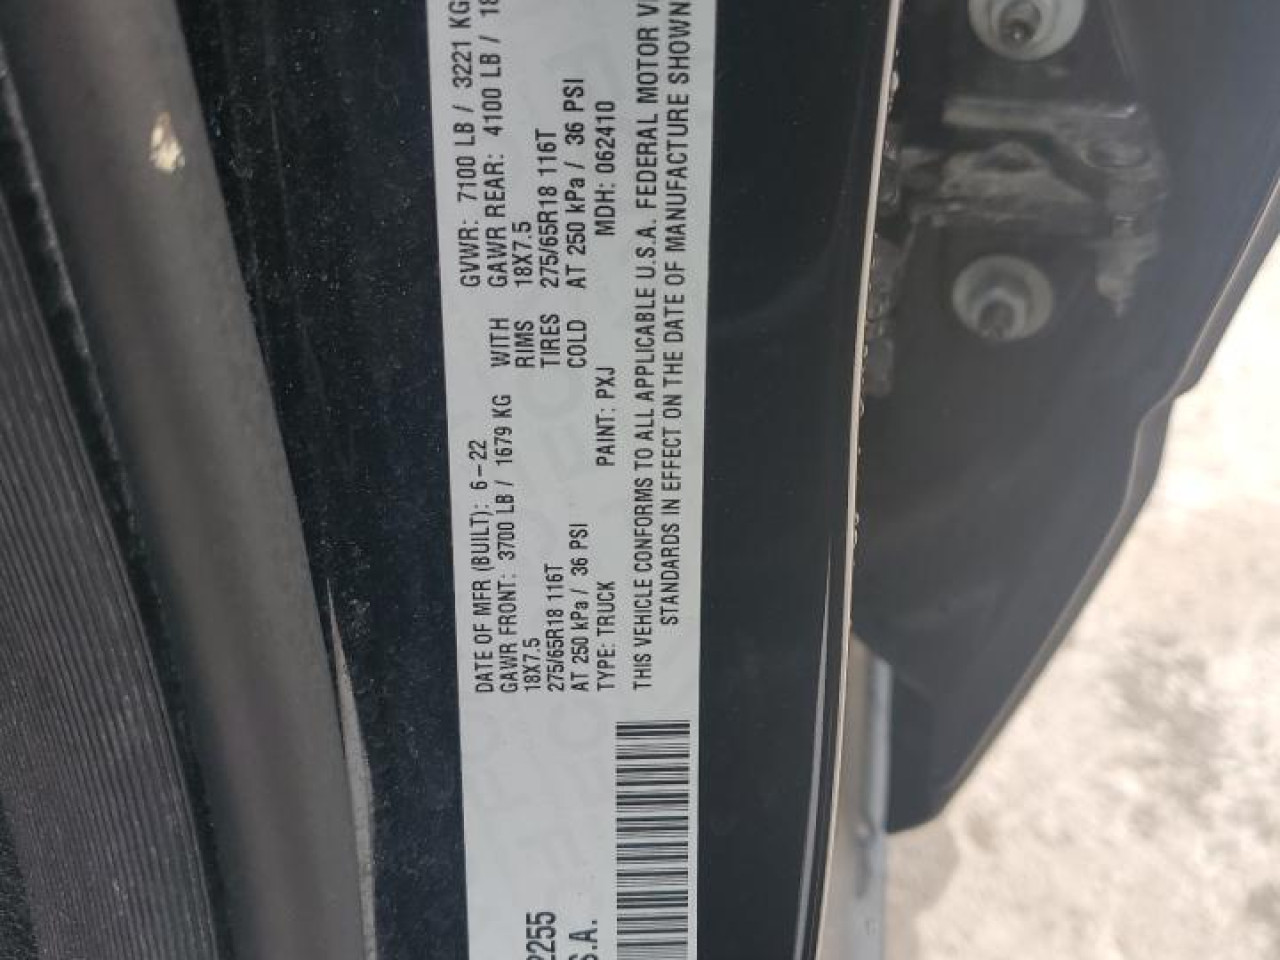 DATE OF MFR (BUILT): 6-22 GVWR: 7100 LB / 3221 KG
GAWR FRONT: 3700 LB / 1679 KG WITH GAWR REAR: 4100 LB /
18X7.5 RIMS 18X7.5
275/65R18 116T TIRES 275/65R18 116T
AT 250 kPa / 36 PSI COLD AT 250 kPa / 36 PSI
TYPE: TRUCK PAINT: PXJ MDH: 062410
THIS VEHICLE CONFORMS TO ALL APPLICABLE U.S.A. FEDERAL MOTOR
STANDARDS IN EFFECT ON THE DATE OF MANUFACTURE SHOWN
2255
S.A.